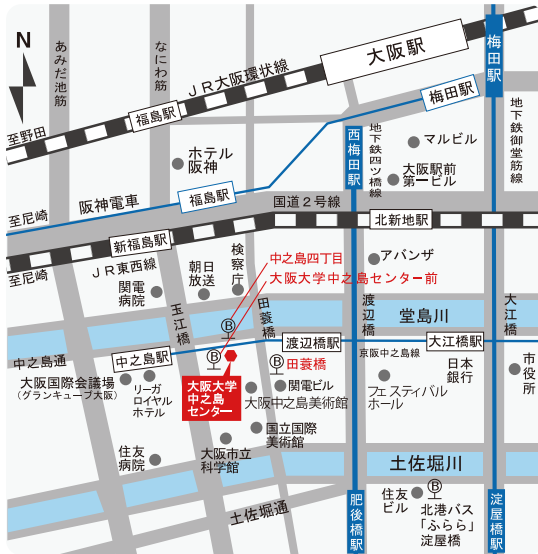 N
あみだ池筋
なにわ筋
JR大阪環状線
大阪駅
梅田駅
福島駅
至野田
梅田駅
地下鉄御堂筋線
マルビル
西梅田駅
地下鉄四ツ橋線
ホテル
阪神
大阪駅前
第一ビル
福島駅
阪神電車
国道2号線
至尼崎
北新地駅
新福島駅
JR東西線
至尼崎
検察庁
中之島四丁目
大阪大学中之島センター前
アバンザ
関電
病院
朝日
放送
玉江橋
田蓑橋
渡辺橋
堂島川
大江橋
B
中之島通
中之島駅
B
渡辺橋駅
大江橋駅
京阪中之島線
B
田蓑橋
日本
銀行
市役所
大阪国際会議場
(グランキューブ大阪)
リーガ
ロイヤル
ホテル
大阪大学
中之島
センター
関電ビル
大阪中之島美術館
フェスティバル
ホール
国立国際
美術館
大阪市立
科学館
住友
病院
土佐堀川
土佐堀通
肥後橋駅
住友
ビル
B
北港バス
「ふらら」
淀屋橋
淀屋橋駅